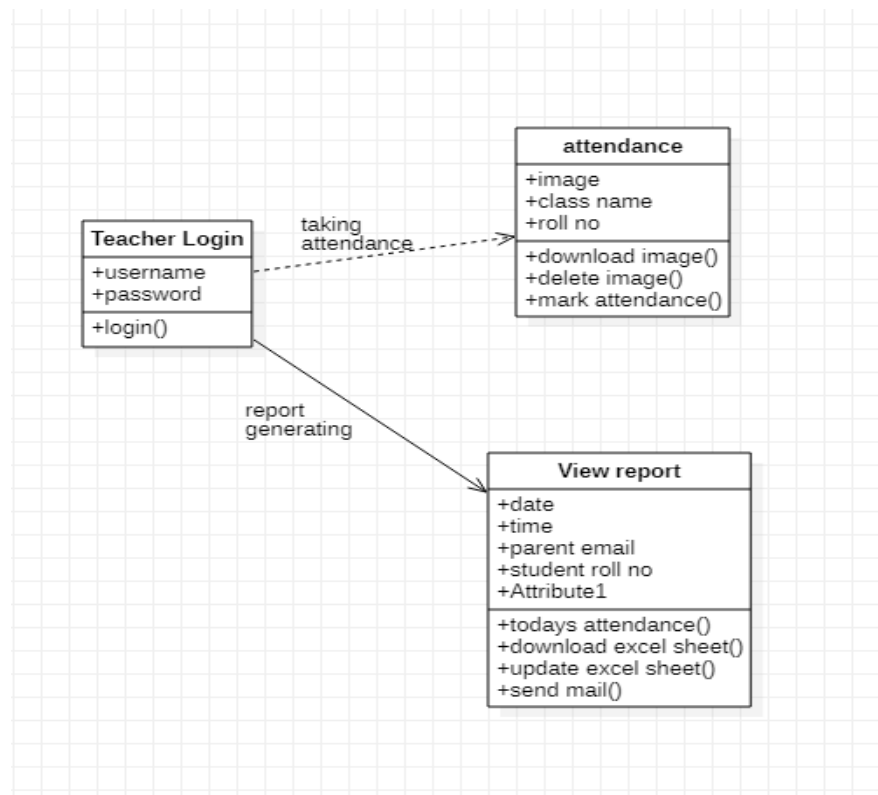 attendance
+image
+class name
+roll no
+download image()
+delete image()
+mark attendance()
taking
attendance
Teacher Login
+username
+password
+login()
report
generating
View report
+date
+time
+parent email
+student roll no
+Attribute1
+todays attendance()
+download excel sheet()
+update excel sheet()
+send mail()